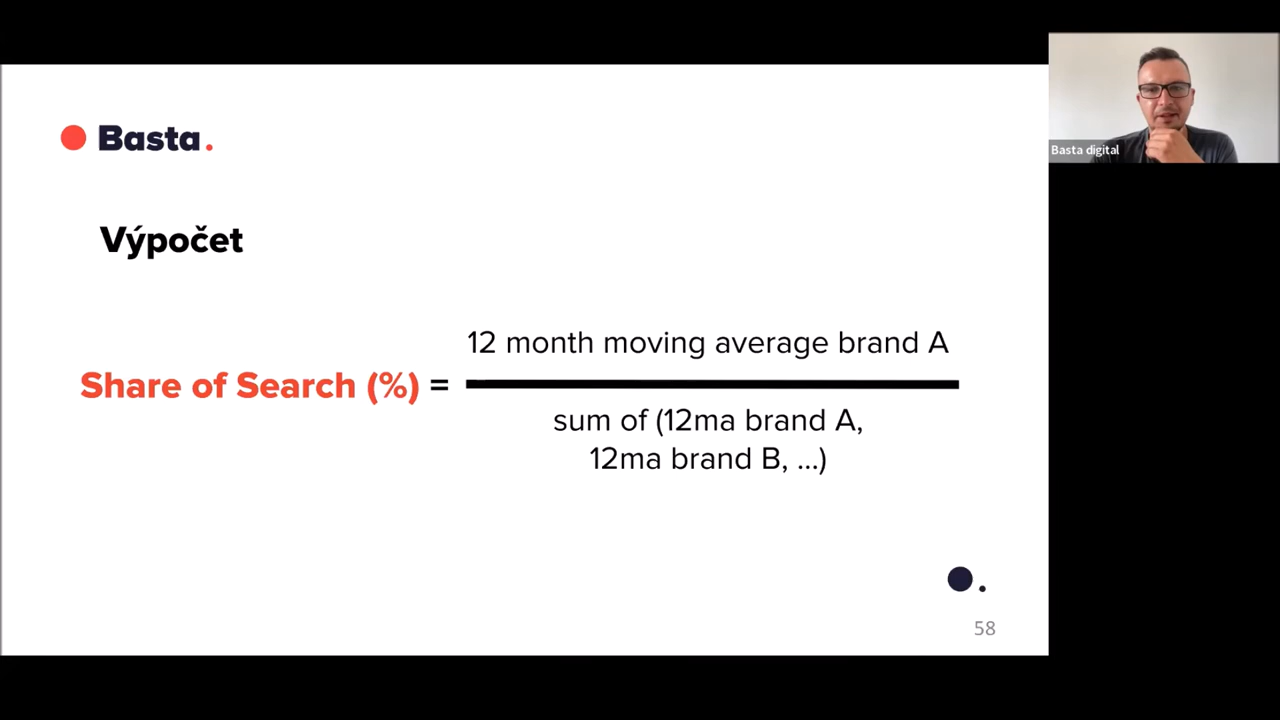 Basta.
Výpočet
12 month moving average brand A
Share of Search (%) =
sum of (12ma brand A,
12ma brand B, ...)
58
Basta digital